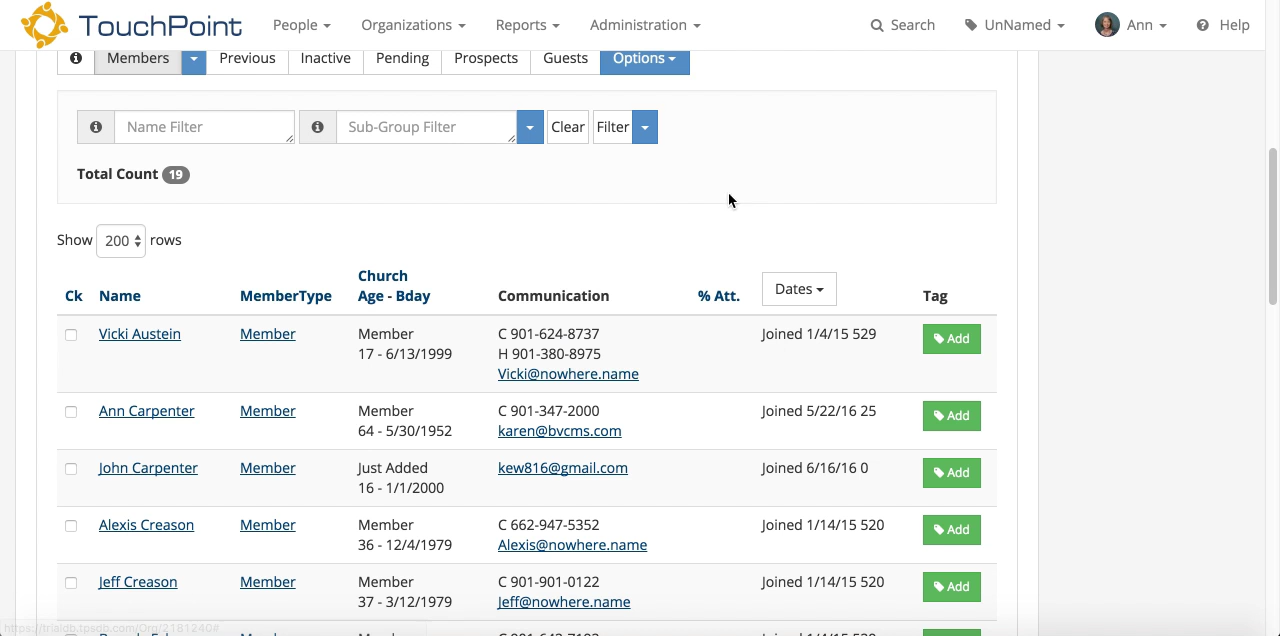 TouchPoint People Organizations Reports Administration Search UnNamed Ann Help
Members Previous Inactive Pending Prospects Guests Options
Name Filter Sub-Group Filter Clear Filter
Total Count 19
Show 200 rows
Ck Name MemberType Church Age - Bday Communication % Att. Dates Tag
Vicki Austein Member Member C 901-624-8737 Joined 1/4/15 529 Add
17 - 6/13/1999 H 901-380-8975
Vicki@nowhere.name
Ann Carpenter Member Member C 901-347-2000 Joined 5/22/16 25 Add
64 - 5/30/1952 karen@bvcms.com
John Carpenter Member Just Added kew816@gmail.com Joined 6/16/16 0 Add
16 - 1/1/2000
Alexis Creason Member Member C 662-947-5352 Joined 1/14/15 520 Add
36 - 12/4/1979 Alexis@nowhere.name
Jeff Creason Member Member C 901-901-0122 Joined 1/14/15 520 Add
37 - 3/12/1979 Jeff@nowhere.name
https://trialdb.tpsdb.com/Org/2181240#